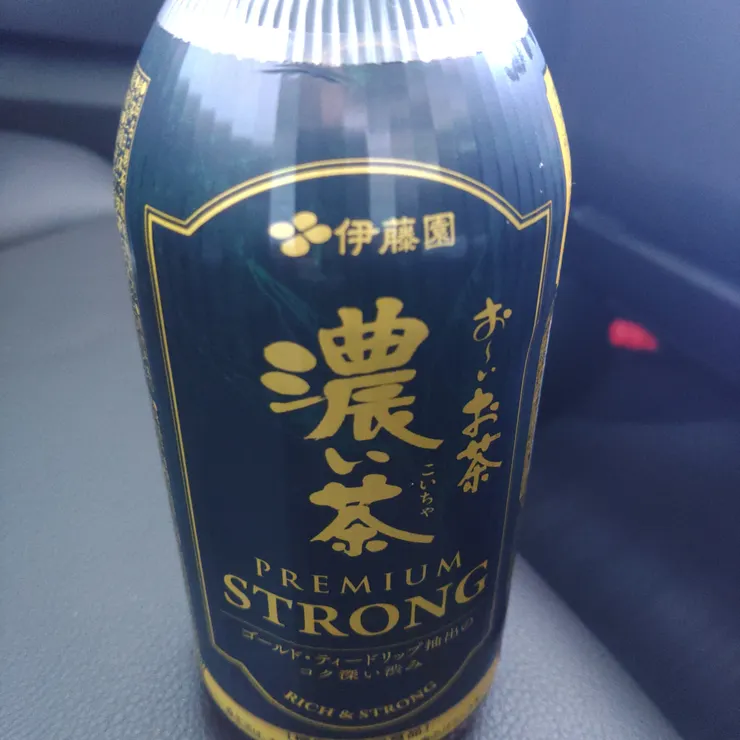 伊藤園
お〜いお茶
濃い茶
こいちゃ
PREMIUM
STRONG
ゴールド・ティードリップ抽出の
コク深い渋み
RICH & STRONG